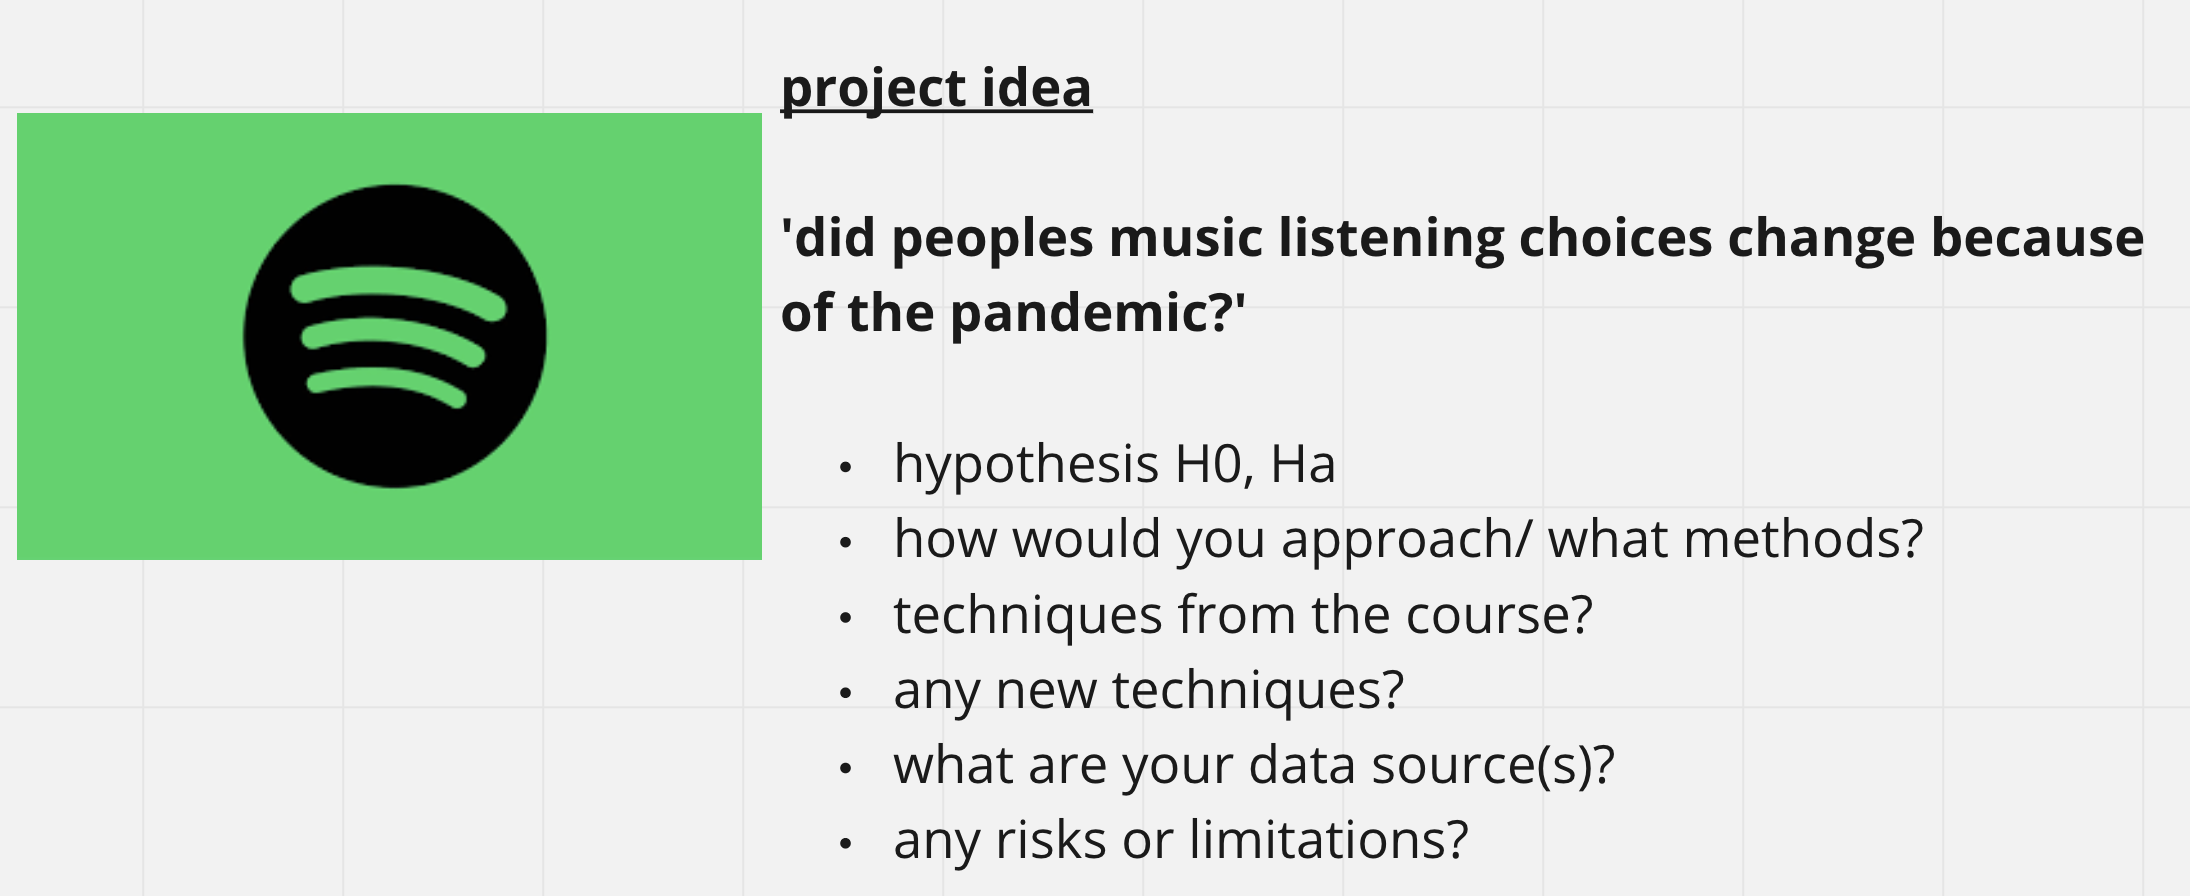 project idea
'did peoples music listening choices change because
of the pandemic?'
• hypothesis H0, Ha
• how would you approach/ what methods?
• techniques from the course?
• any new techniques?
• what are your data source(s)?
• any risks or limitations?